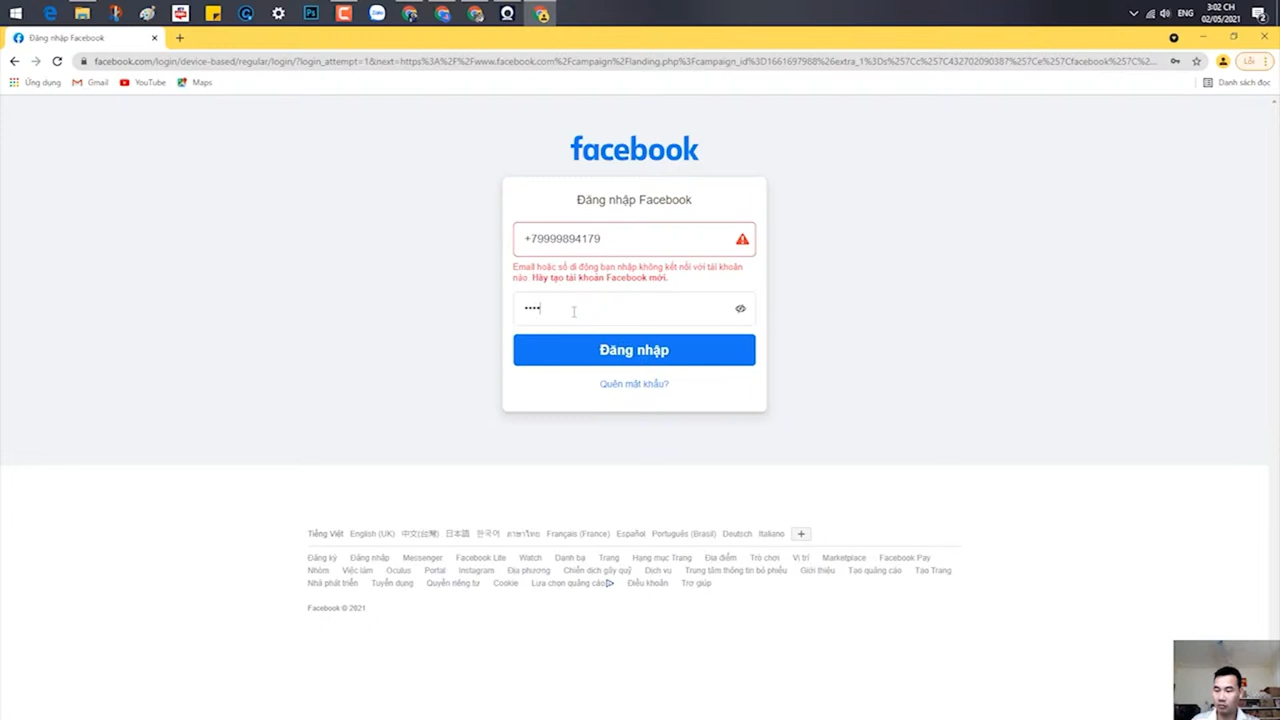 3:02 CH
ENG
02/05/2021
Đăng nhập Facebook
facebook.com/login/device-based/regular/login/?login_attempt=1&next=https%3A%2F%2Fwww.facebook.com%2Fcampaign%2Flanding.php%3Fcampaign_id%3D1661697988%26extra_1%3Ds%257Cc%257C432702090387%257Ce%257Cfacebook%257C%2...
Lỗi
Ứng dụng Gmail YouTube Maps Danh sách đọc
facebook
Đăng nhập Facebook
+79999894179
Email hoặc số di động bạn nhập không kết nối với tài khoản
nào. Hãy tạo tài khoản Facebook mới.
••••
Đăng nhập
Quên mật khẩu?
Tiếng Việt English (UK) 中文(台灣) 日本語 한국어 ภาษาไทย Français (France) Español Português (Brasil) Deutsch Italiano +
Đăng ký Đăng nhập Messenger Facebook Lite Watch Danh bạ Trang Hạng mục Trang Địa điểm Trò chơi Vị trí Marketplace Facebook Pay
Nhóm Việc làm Oculus Portal Instagram Địa phương Chiến dịch gây quỹ Dịch vụ Trung tâm thông tin bỏ phiếu Giới thiệu Tạo quảng cáo Tạo Trang
Nhà phát triển Tuyển dụng Quyền riêng tư Cookie Lựa chọn quảng cáo Điều khoản Trợ giúp
Facebook © 2021